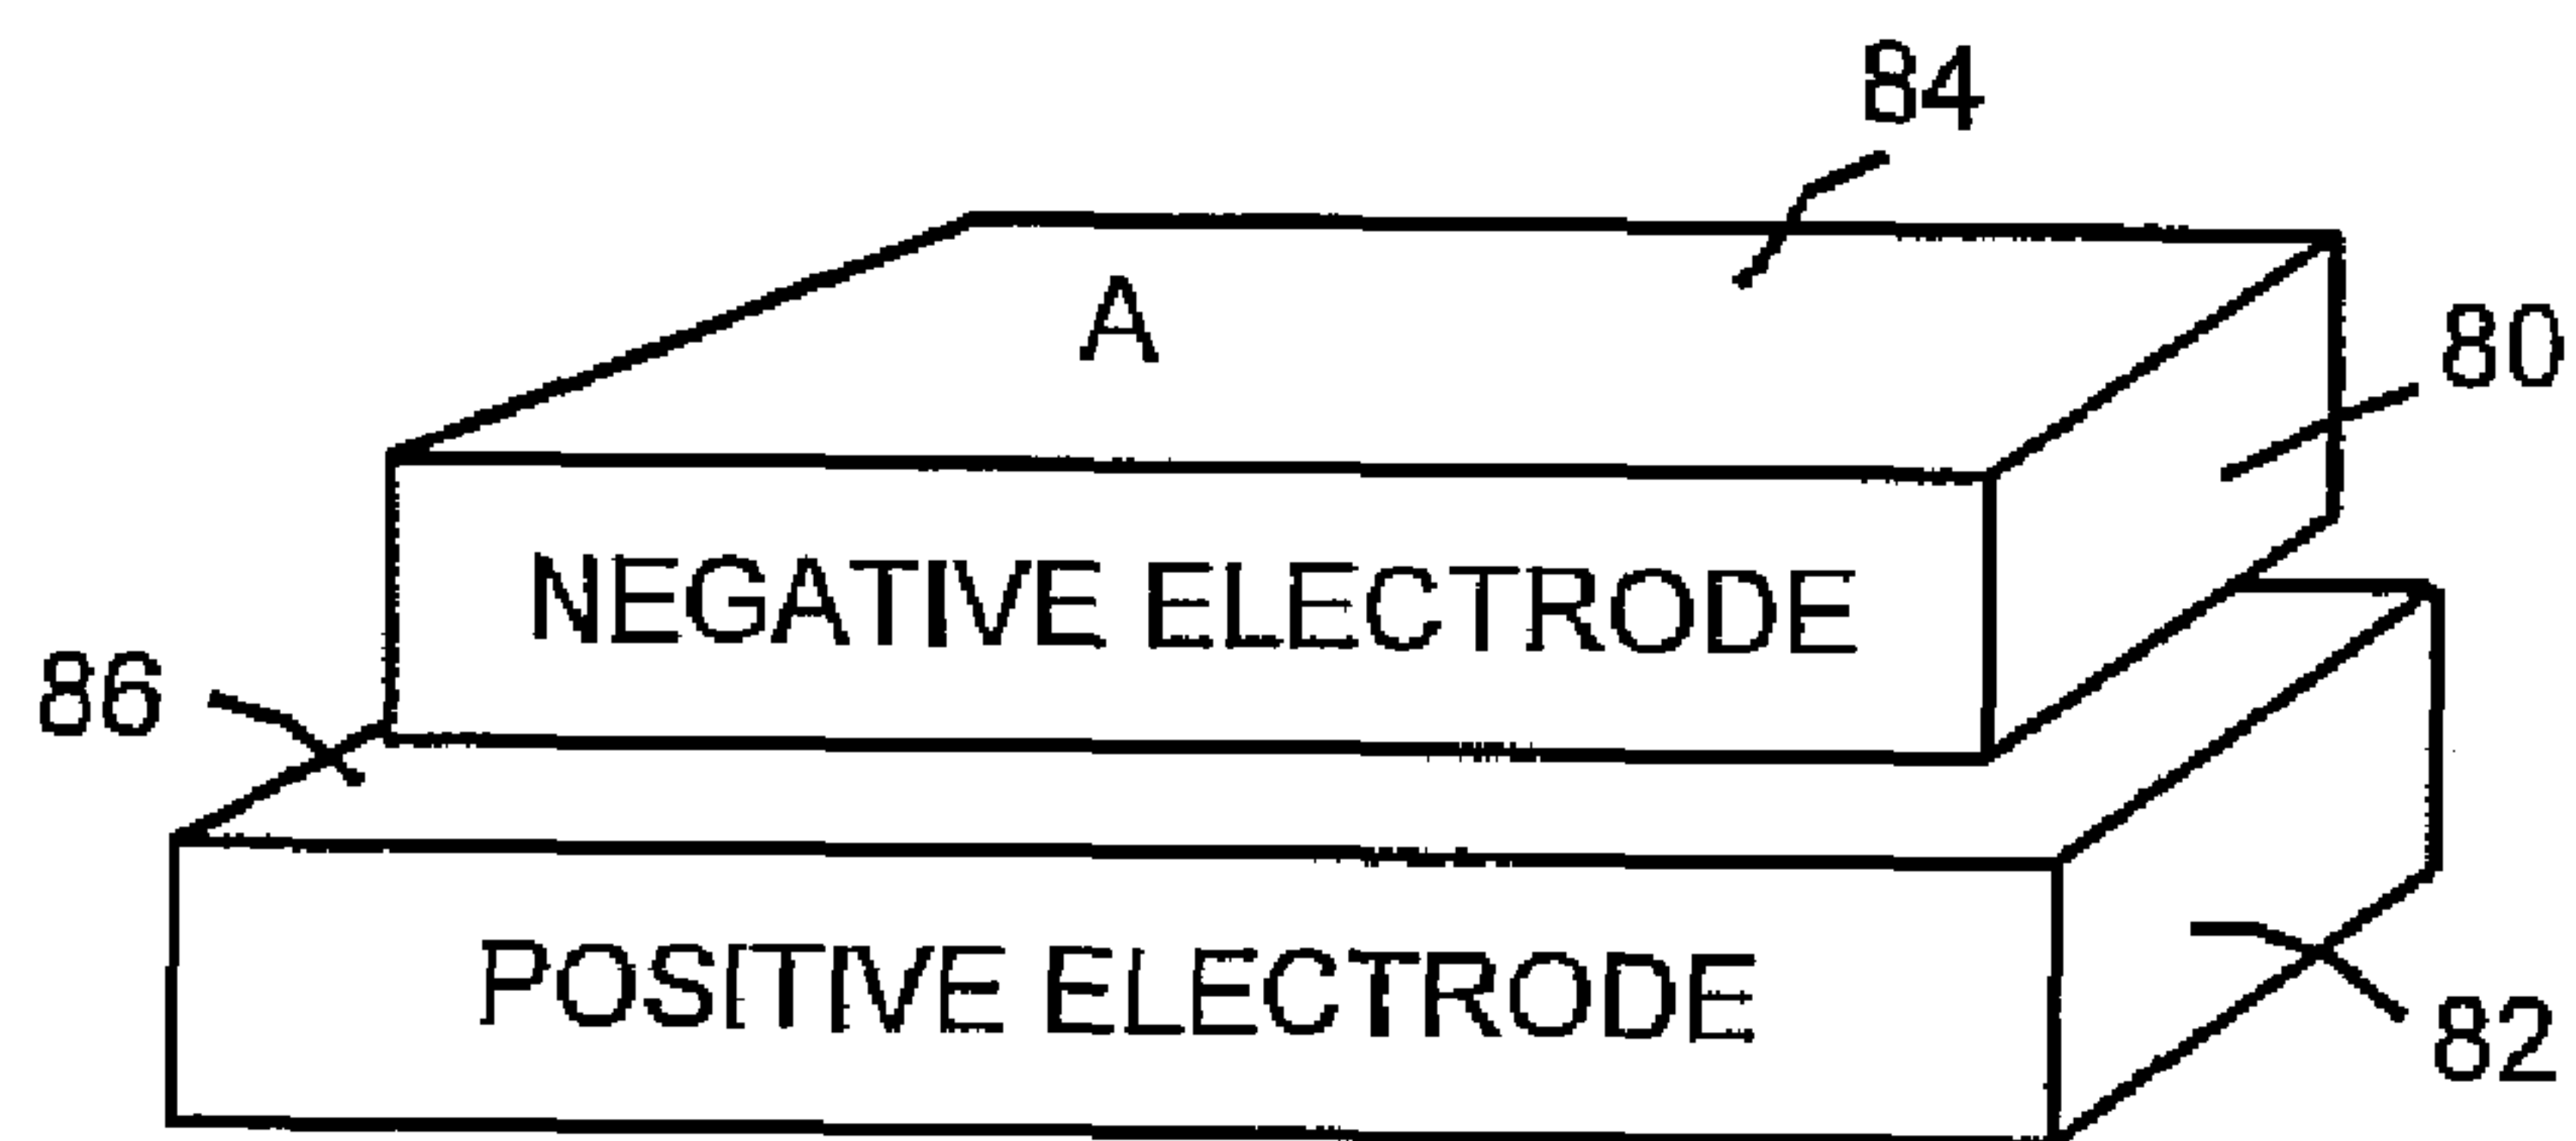 84
A
80
NEGATIVE ELECTRODE
86
POSITIVE ELECTRODE
82